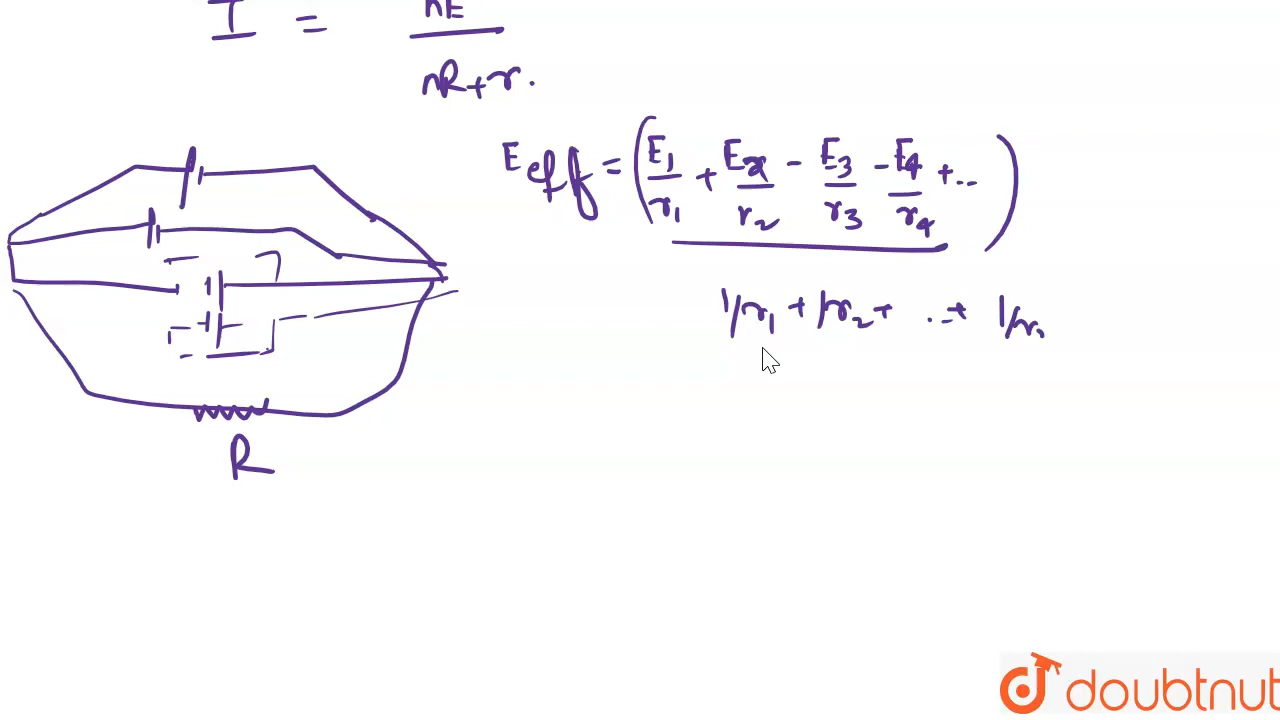 I = nE
nR+r.
Eeff = (E1/r1 + E2/r2 - E3/r3 - E4/r4 + ...)
1/r1 + 1/r2 + ... + 1/rn
R
doubtnut